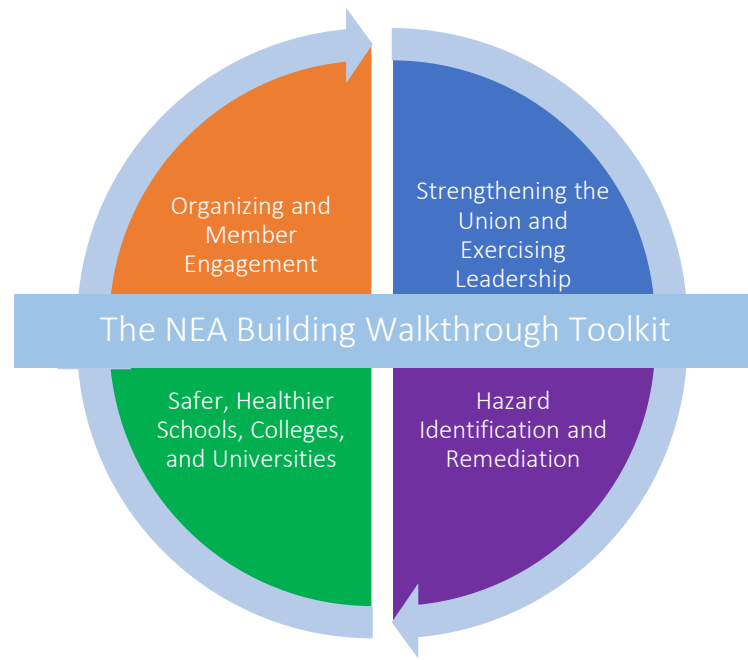 Organizing and
Member
Engagement
Strengthening the
Union and
Exercising
Leadership
The NEA Building Walkthrough Toolkit
Safer, Healthier
Schools, Colleges,
and Universities
Hazard
Identification and
Remediation